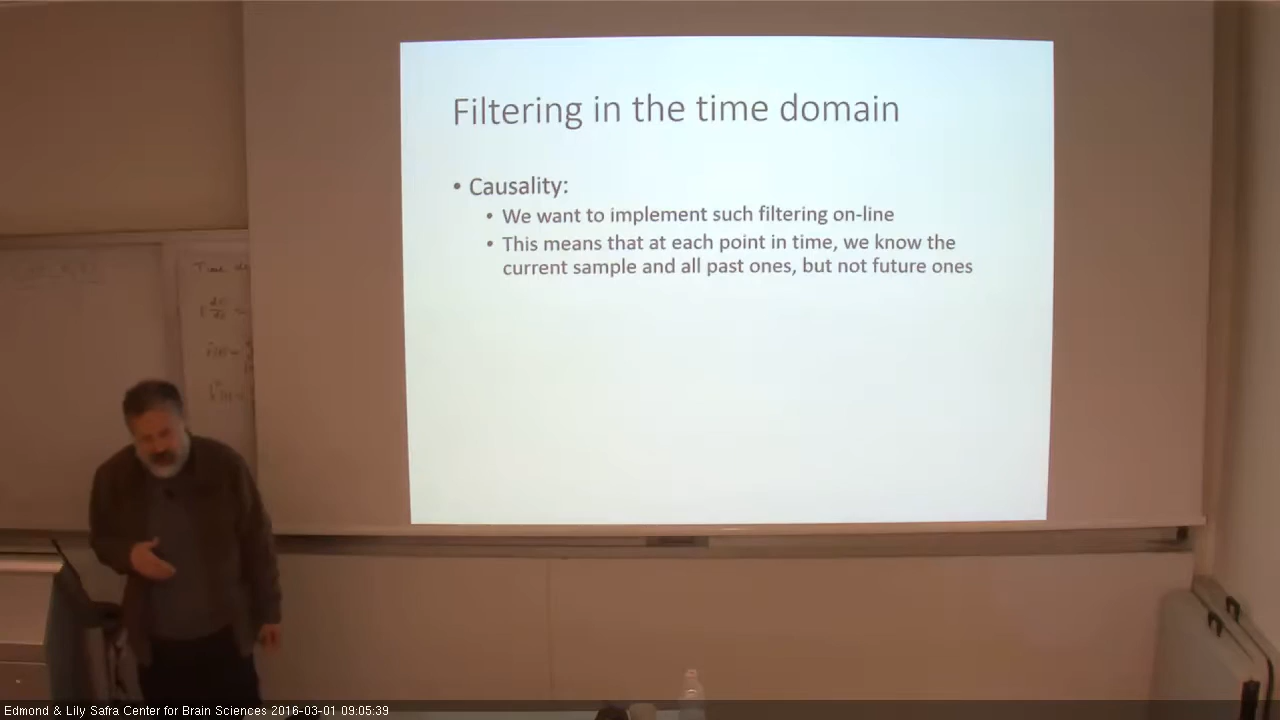 Filtering in the time domain
• Causality:
• We want to implement such filtering on-line
• This means that at each point in time, we know the
current sample and all past ones, but not future ones
Time
Edmond & Lily Safra Center for Brain Sciences 2016-03-01 09:05:39